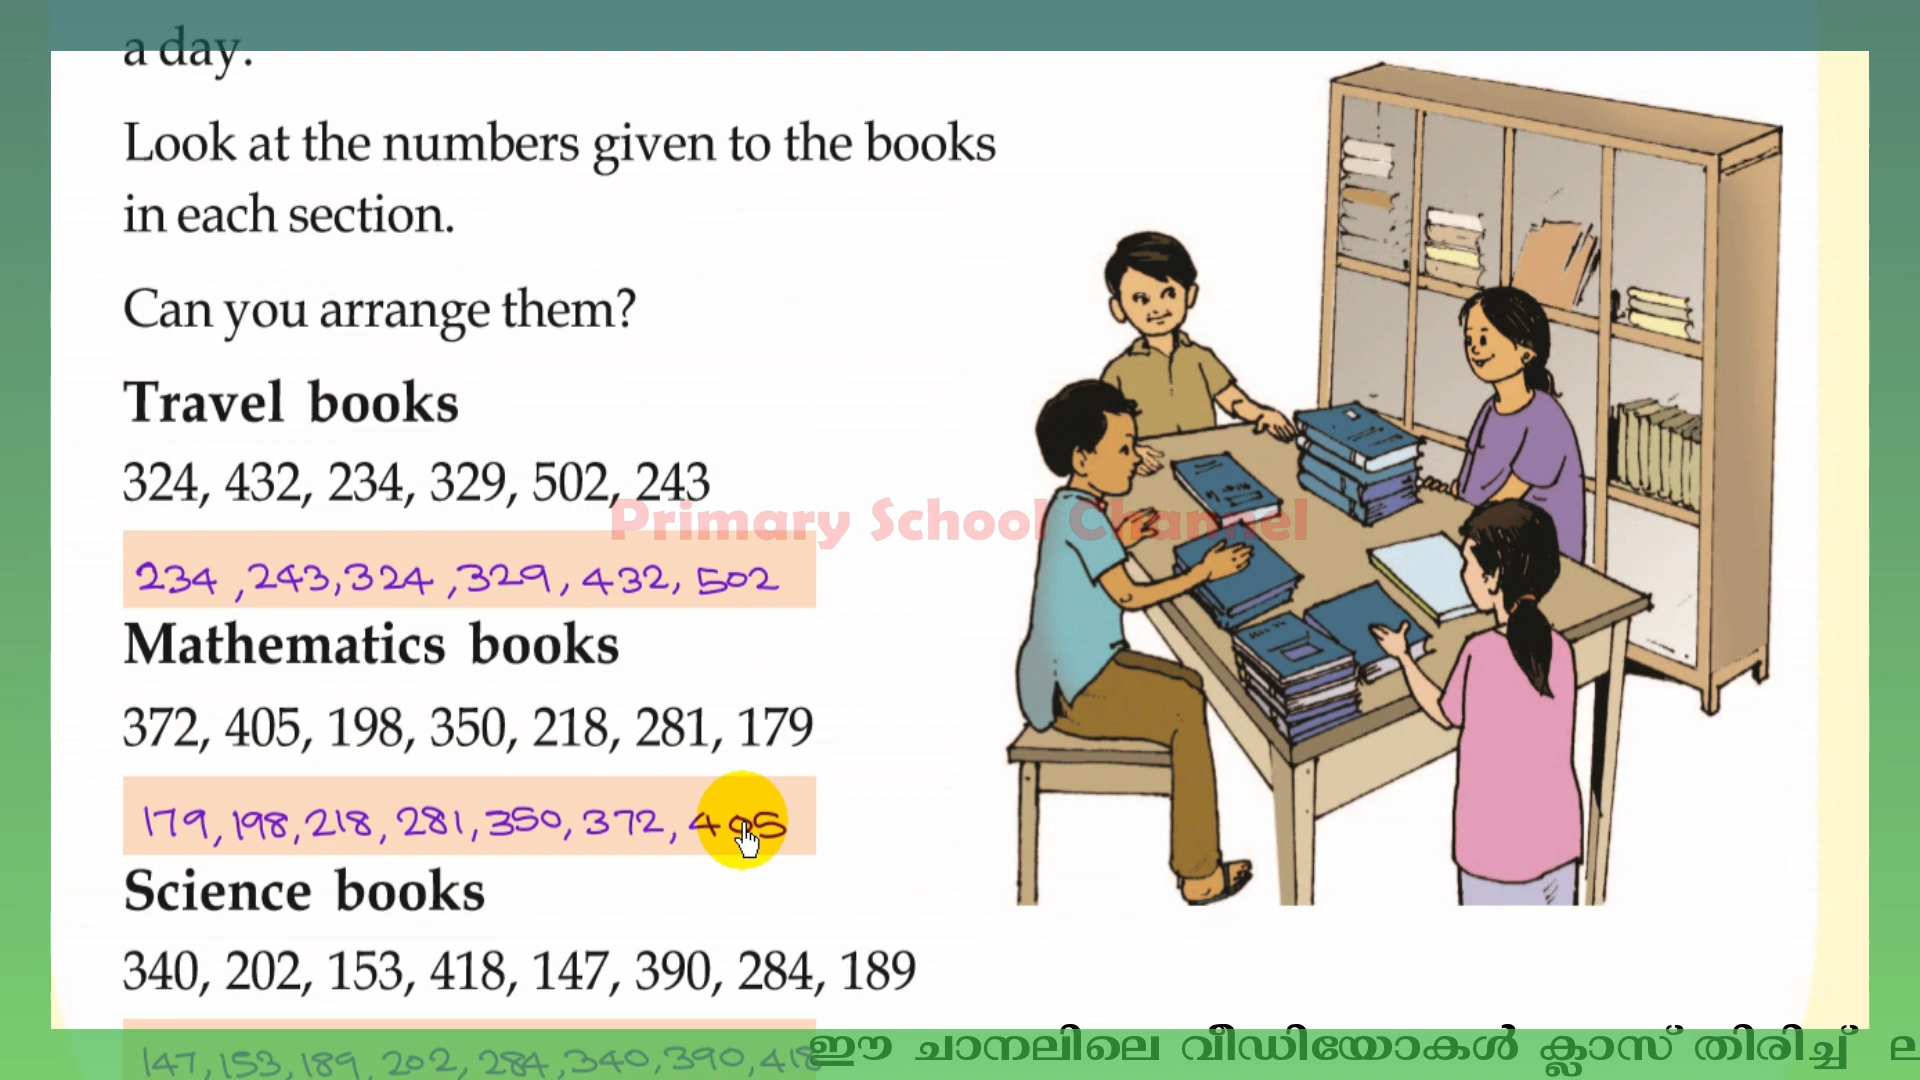 a day.
Look at the numbers given to the books
in each section.
Can you arrange them?
Travel books
324, 432, 234, 329, 502, 243
Primary School Channel
234, 243, 324, 329, 432, 502
Mathematics books
372, 405, 198, 350, 218, 281, 179
179, 198, 218, 281, 350, 372, 405
Science books
340, 202, 153, 418, 147, 390, 284, 189
147, 153, 189, 202, 284, 340, 390, 418
ഈ ചാനലിലെ വീഡിയോകൾ ക്ലാസ് തിരിച്ച്